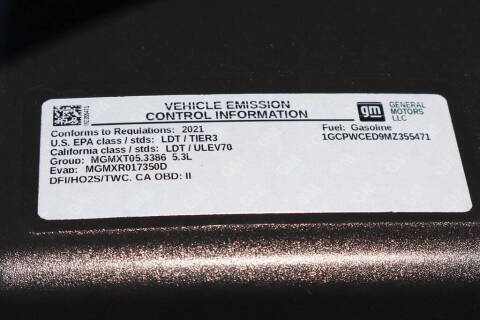 VEHICLE EMISSION
CONTROL INFORMATION
gm GENERAL MOTORS LLC
Conforms to Regulations: 2021
Fuel: Gasoline
U.S. EPA class / stds: LDT / TIER3
1GCPWCED9MZ355471
California class / stds: LDT / ULEV70
Group: MGMXT05.3386 5.3L
Evap: MGMXR017350D
DFI/HO2S/TWC, CA OBD: II